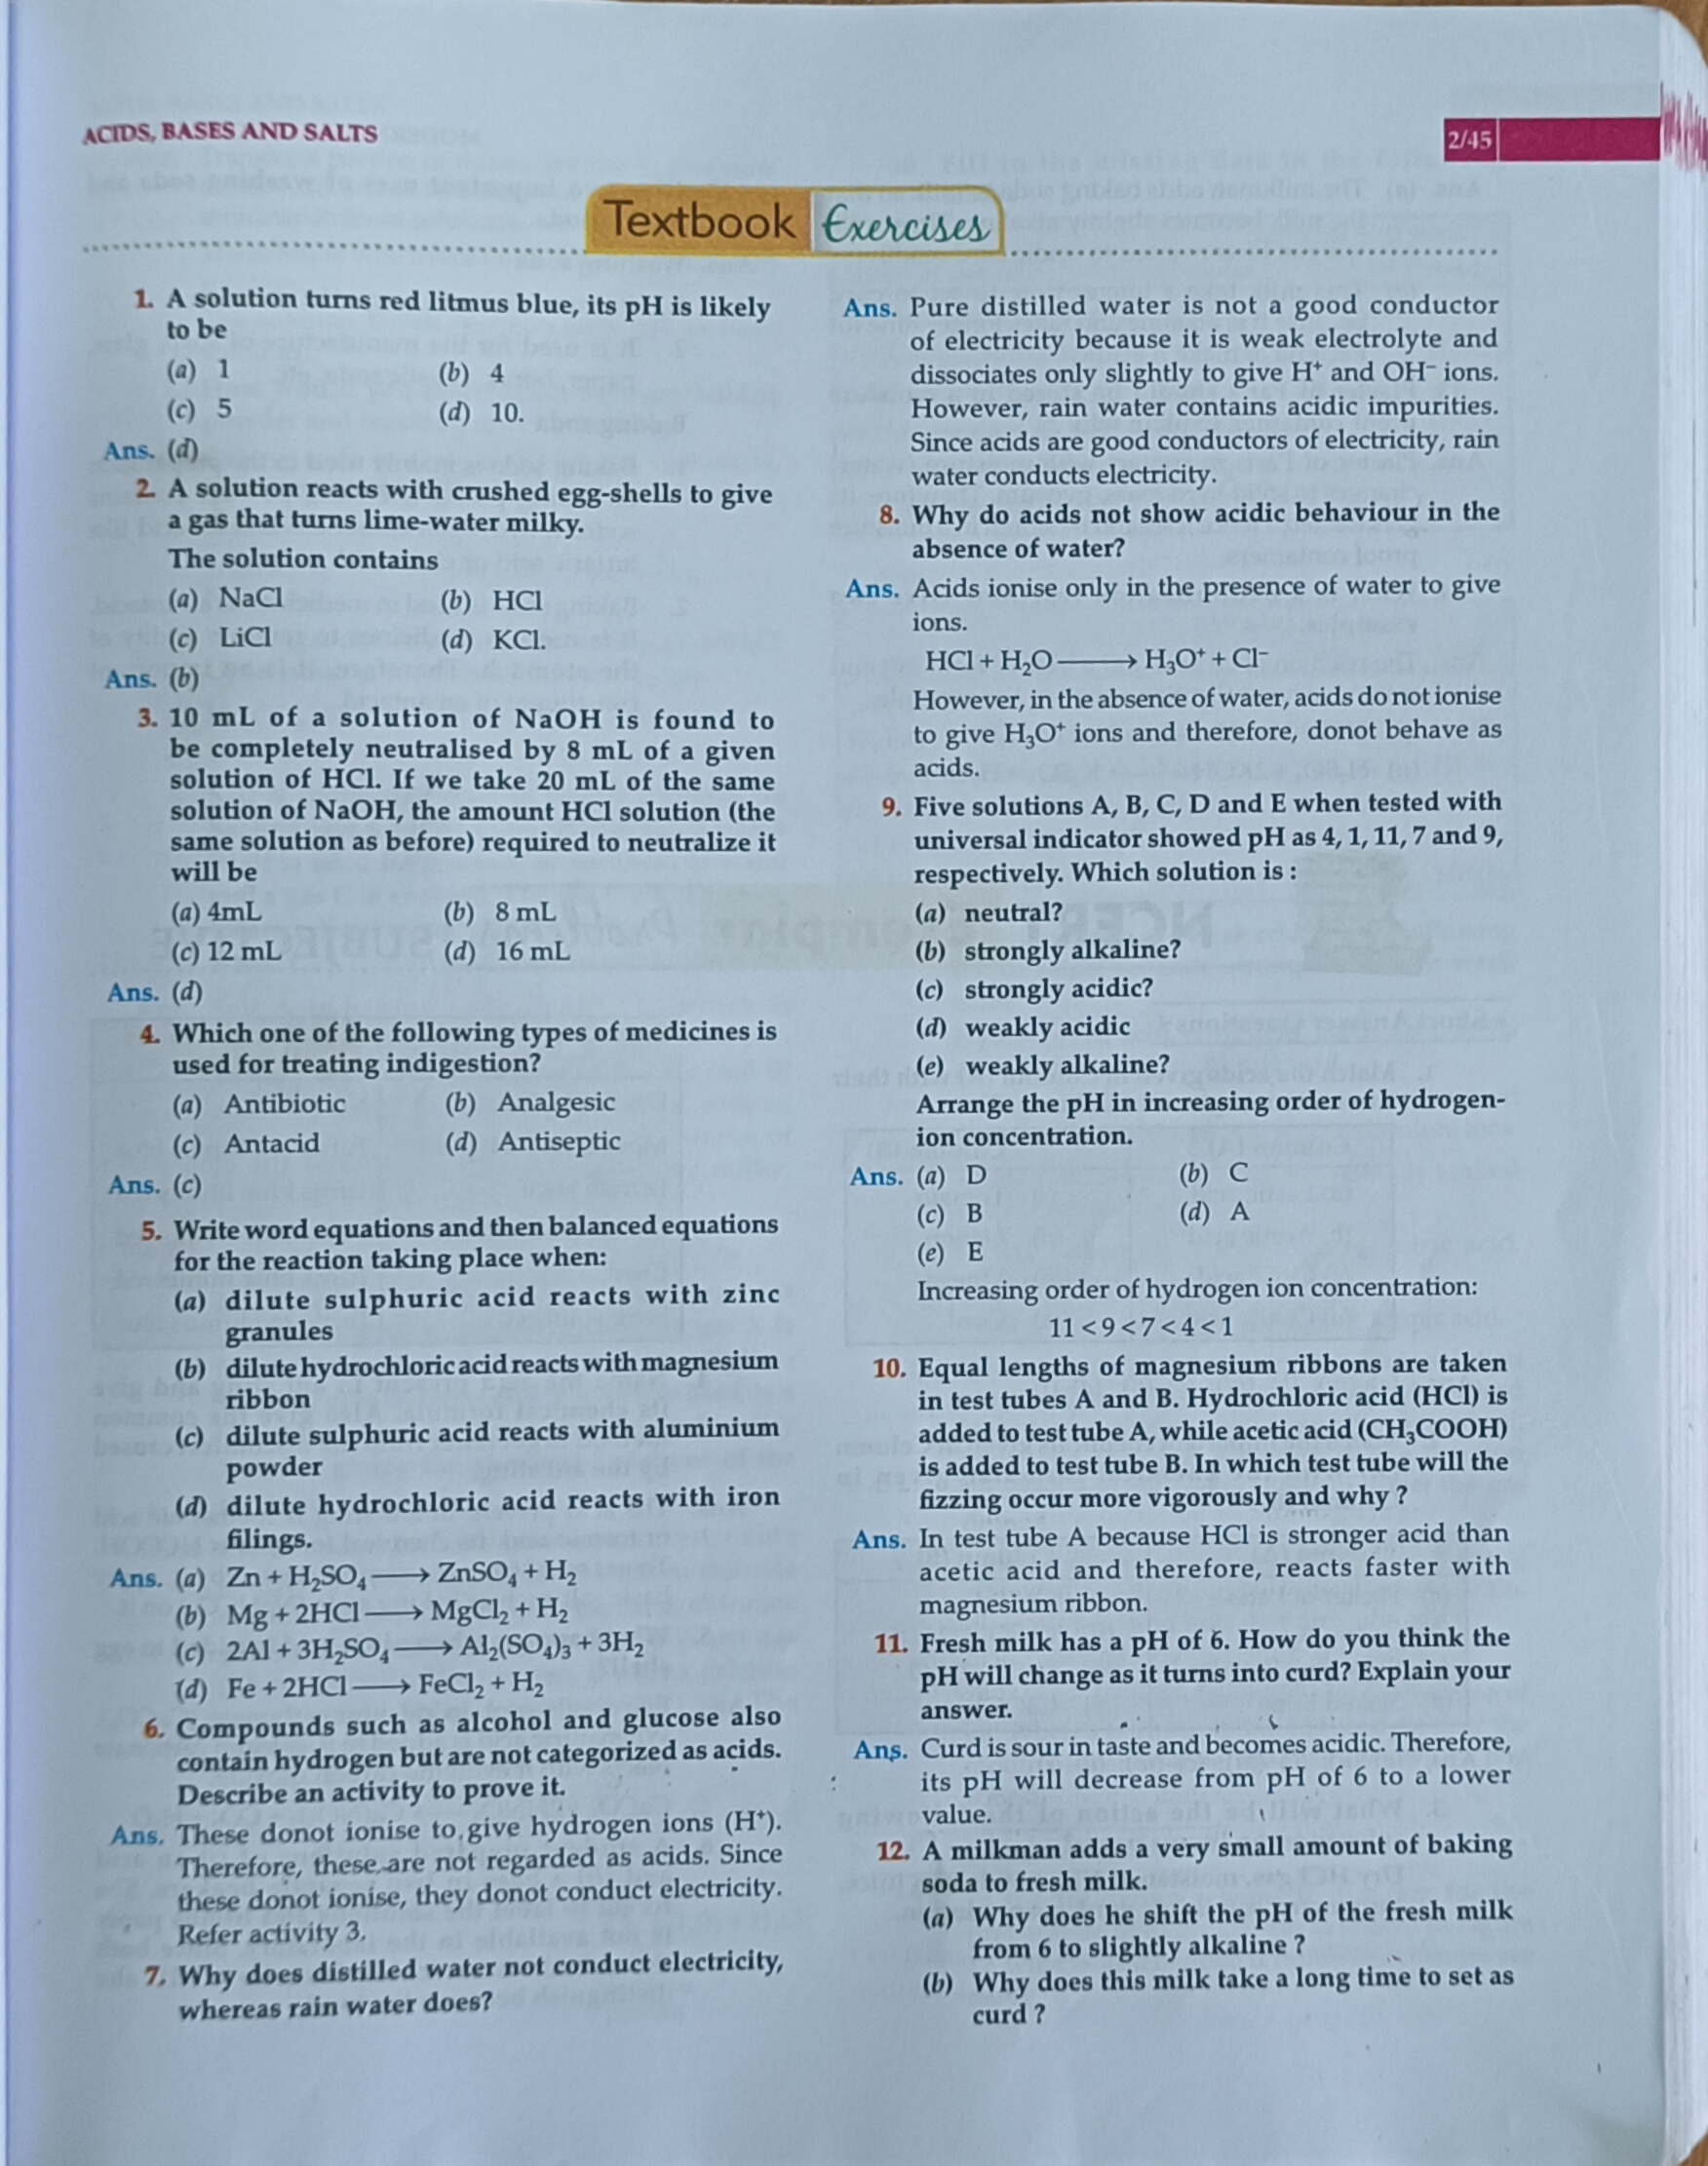 ACIDS, BASES AND SALTS
2/45
Textbook Exercises
1. A solution turns red litmus blue, its pH is likely
to be
(a) 1 (b) 4
(c) 5 (d) 10.
Ans. (d)
2. A solution reacts with crushed egg-shells to give
a gas that turns lime-water milky.
The solution contains
(a) NaCl (b) HCl
(c) LiCl (d) KCl.
Ans. (b)
3. 10 mL of a solution of NaOH is found to
be completely neutralised by 8 mL of a given
solution of HCl. If we take 20 mL of the same
solution of NaOH, the amount HCl solution (the
same solution as before) required to neutralize it
will be
(a) 4mL (b) 8 mL
(c) 12 mL (d) 16 mL
Ans. (d)
4. Which one of the following types of medicines is
used for treating indigestion?
(a) Antibiotic (b) Analgesic
(c) Antacid (d) Antiseptic
Ans. (c)
5. Write word equations and then balanced equations
for the reaction taking place when:
(a) dilute sulphuric acid reacts with zinc
granules
(b) dilute hydrochloric acid reacts with magnesium
ribbon
(c) dilute sulphuric acid reacts with aluminium
powder
(d) dilute hydrochloric acid reacts with iron
filings.
Ans. (a) Zn + H₂SO₄ ⟶ ZnSO₄ + H₂
(b) Mg + 2HCl ⟶ MgCl₂ + H₂
(c) 2Al + 3H₂SO₄ ⟶ Al₂(SO₄)₃ + 3H₂
(d) Fe + 2HCl ⟶ FeCl₂ + H₂
6. Compounds such as alcohol and glucose also
contain hydrogen but are not categorized as acids.
Describe an activity to prove it.
Ans. These donot ionise to give hydrogen ions (H⁺).
Therefore, these are not regarded as acids. Since
these donot ionise, they donot conduct electricity.
Refer activity 3.
7. Why does distilled water not conduct electricity,
whereas rain water does?
Ans. Pure distilled water is not a good conductor
of electricity because it is weak electrolyte and
dissociates only slightly to give H⁺ and OH⁻ ions.
However, rain water contains acidic impurities.
Since acids are good conductors of electricity, rain
water conducts electricity.
8. Why do acids not show acidic behaviour in the
absence of water?
Ans. Acids ionise only in the presence of water to give
ions.
HCl + H₂O ⟶ H₃O⁺ + Cl⁻
However, in the absence of water, acids do not ionise
to give H₃O⁺ ions and therefore, donot behave as
acids.
9. Five solutions A, B, C, D and E when tested with
universal indicator showed pH as 4, 1, 11, 7 and 9,
respectively. Which solution is :
(a) neutral?
(b) strongly alkaline?
(c) strongly acidic?
(d) weakly acidic
(e) weakly alkaline?
Arrange the pH in increasing order of hydrogen-
ion concentration.
Ans. (a) D (b) C
(c) B (d) A
(e) E
Increasing order of hydrogen ion concentration:
11 < 9 < 7 < 4 < 1
10. Equal lengths of magnesium ribbons are taken
in test tubes A and B. Hydrochloric acid (HCl) is
added to test tube A, while acetic acid (CH₃COOH)
is added to test tube B. In which test tube will the
fizzing occur more vigorously and why ?
Ans. In test tube A because HCl is stronger acid than
acetic acid and therefore, reacts faster with
magnesium ribbon.
11. Fresh milk has a pH of 6. How do you think the
pH will change as it turns into curd? Explain your
answer.
Ans. Curd is sour in taste and becomes acidic. Therefore,
its pH will decrease from pH of 6 to a lower
value.
12. A milkman adds a very small amount of baking
soda to fresh milk.
(a) Why does he shift the pH of the fresh milk
from 6 to slightly alkaline ?
(b) Why does this milk take a long time to set as
curd ?